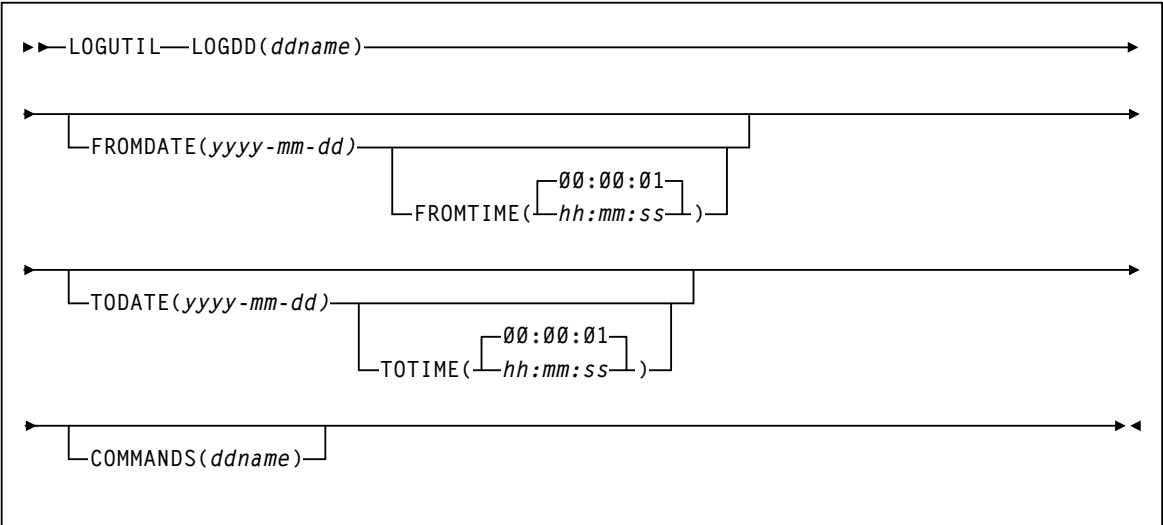 LOGUTIL LOGDD(ddname)
FROMDATE(yyyy-mm-dd)
00:00:01
FROMTIME( hh:mm:ss )
TODATE(yyyy-mm-dd)
00:00:01
TOTIME( hh:mm:ss )
COMMANDS(ddname)